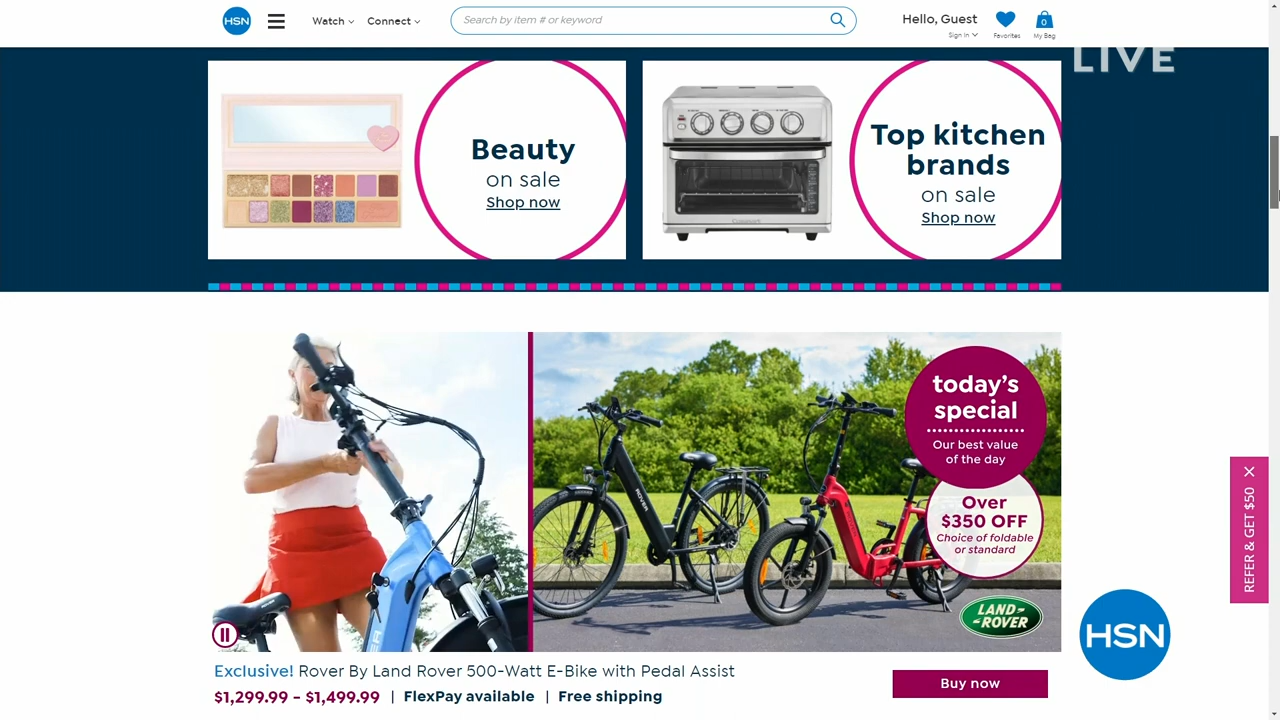 HSN
Watch
Connect
Search by item # or keyword
Hello, Guest
Sign In
Favorites
0
My Bag
LIVE
Beauty
on sale
Shop now
Top kitchen
brands
on sale
Shop now
Cuisinart
today's
special
Our best value
of the day
Over
$350 OFF
Choice of foldable
or standard
ROVER
LAND-
ROVER
REFER & GET $50
HSN
Exclusive! Rover By Land Rover 500-Watt E-Bike with Pedal Assist
$1,299.99 - $1,499.99 | FlexPay available | Free shipping
Buy now